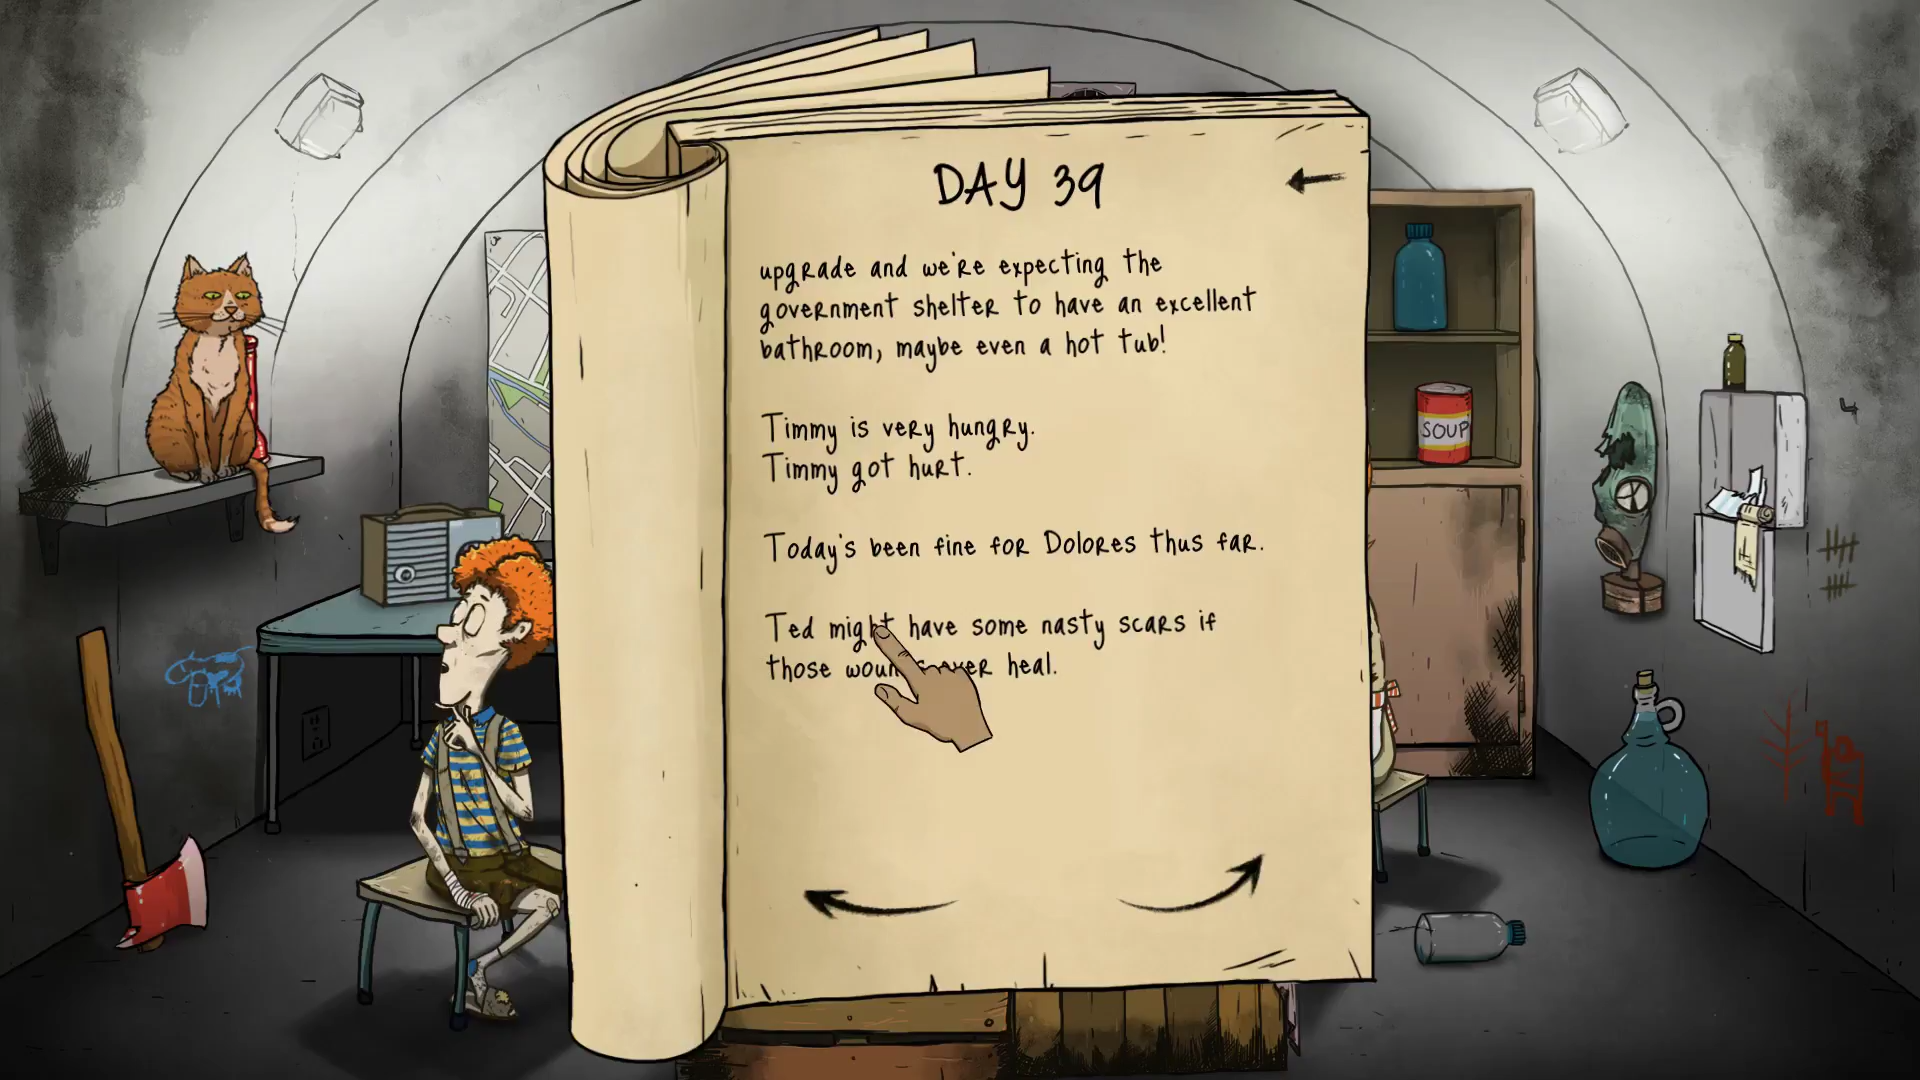 DAY 39
upgrade and we're expecting the
government shelter to have an excellent
bathroom, maybe even a hot tub!
Timmy is very hungry.
Timmy got hurt.
Today's been fine for Dolores thus far.
Ted might have some nasty scars if
those ever heal.
SOUP